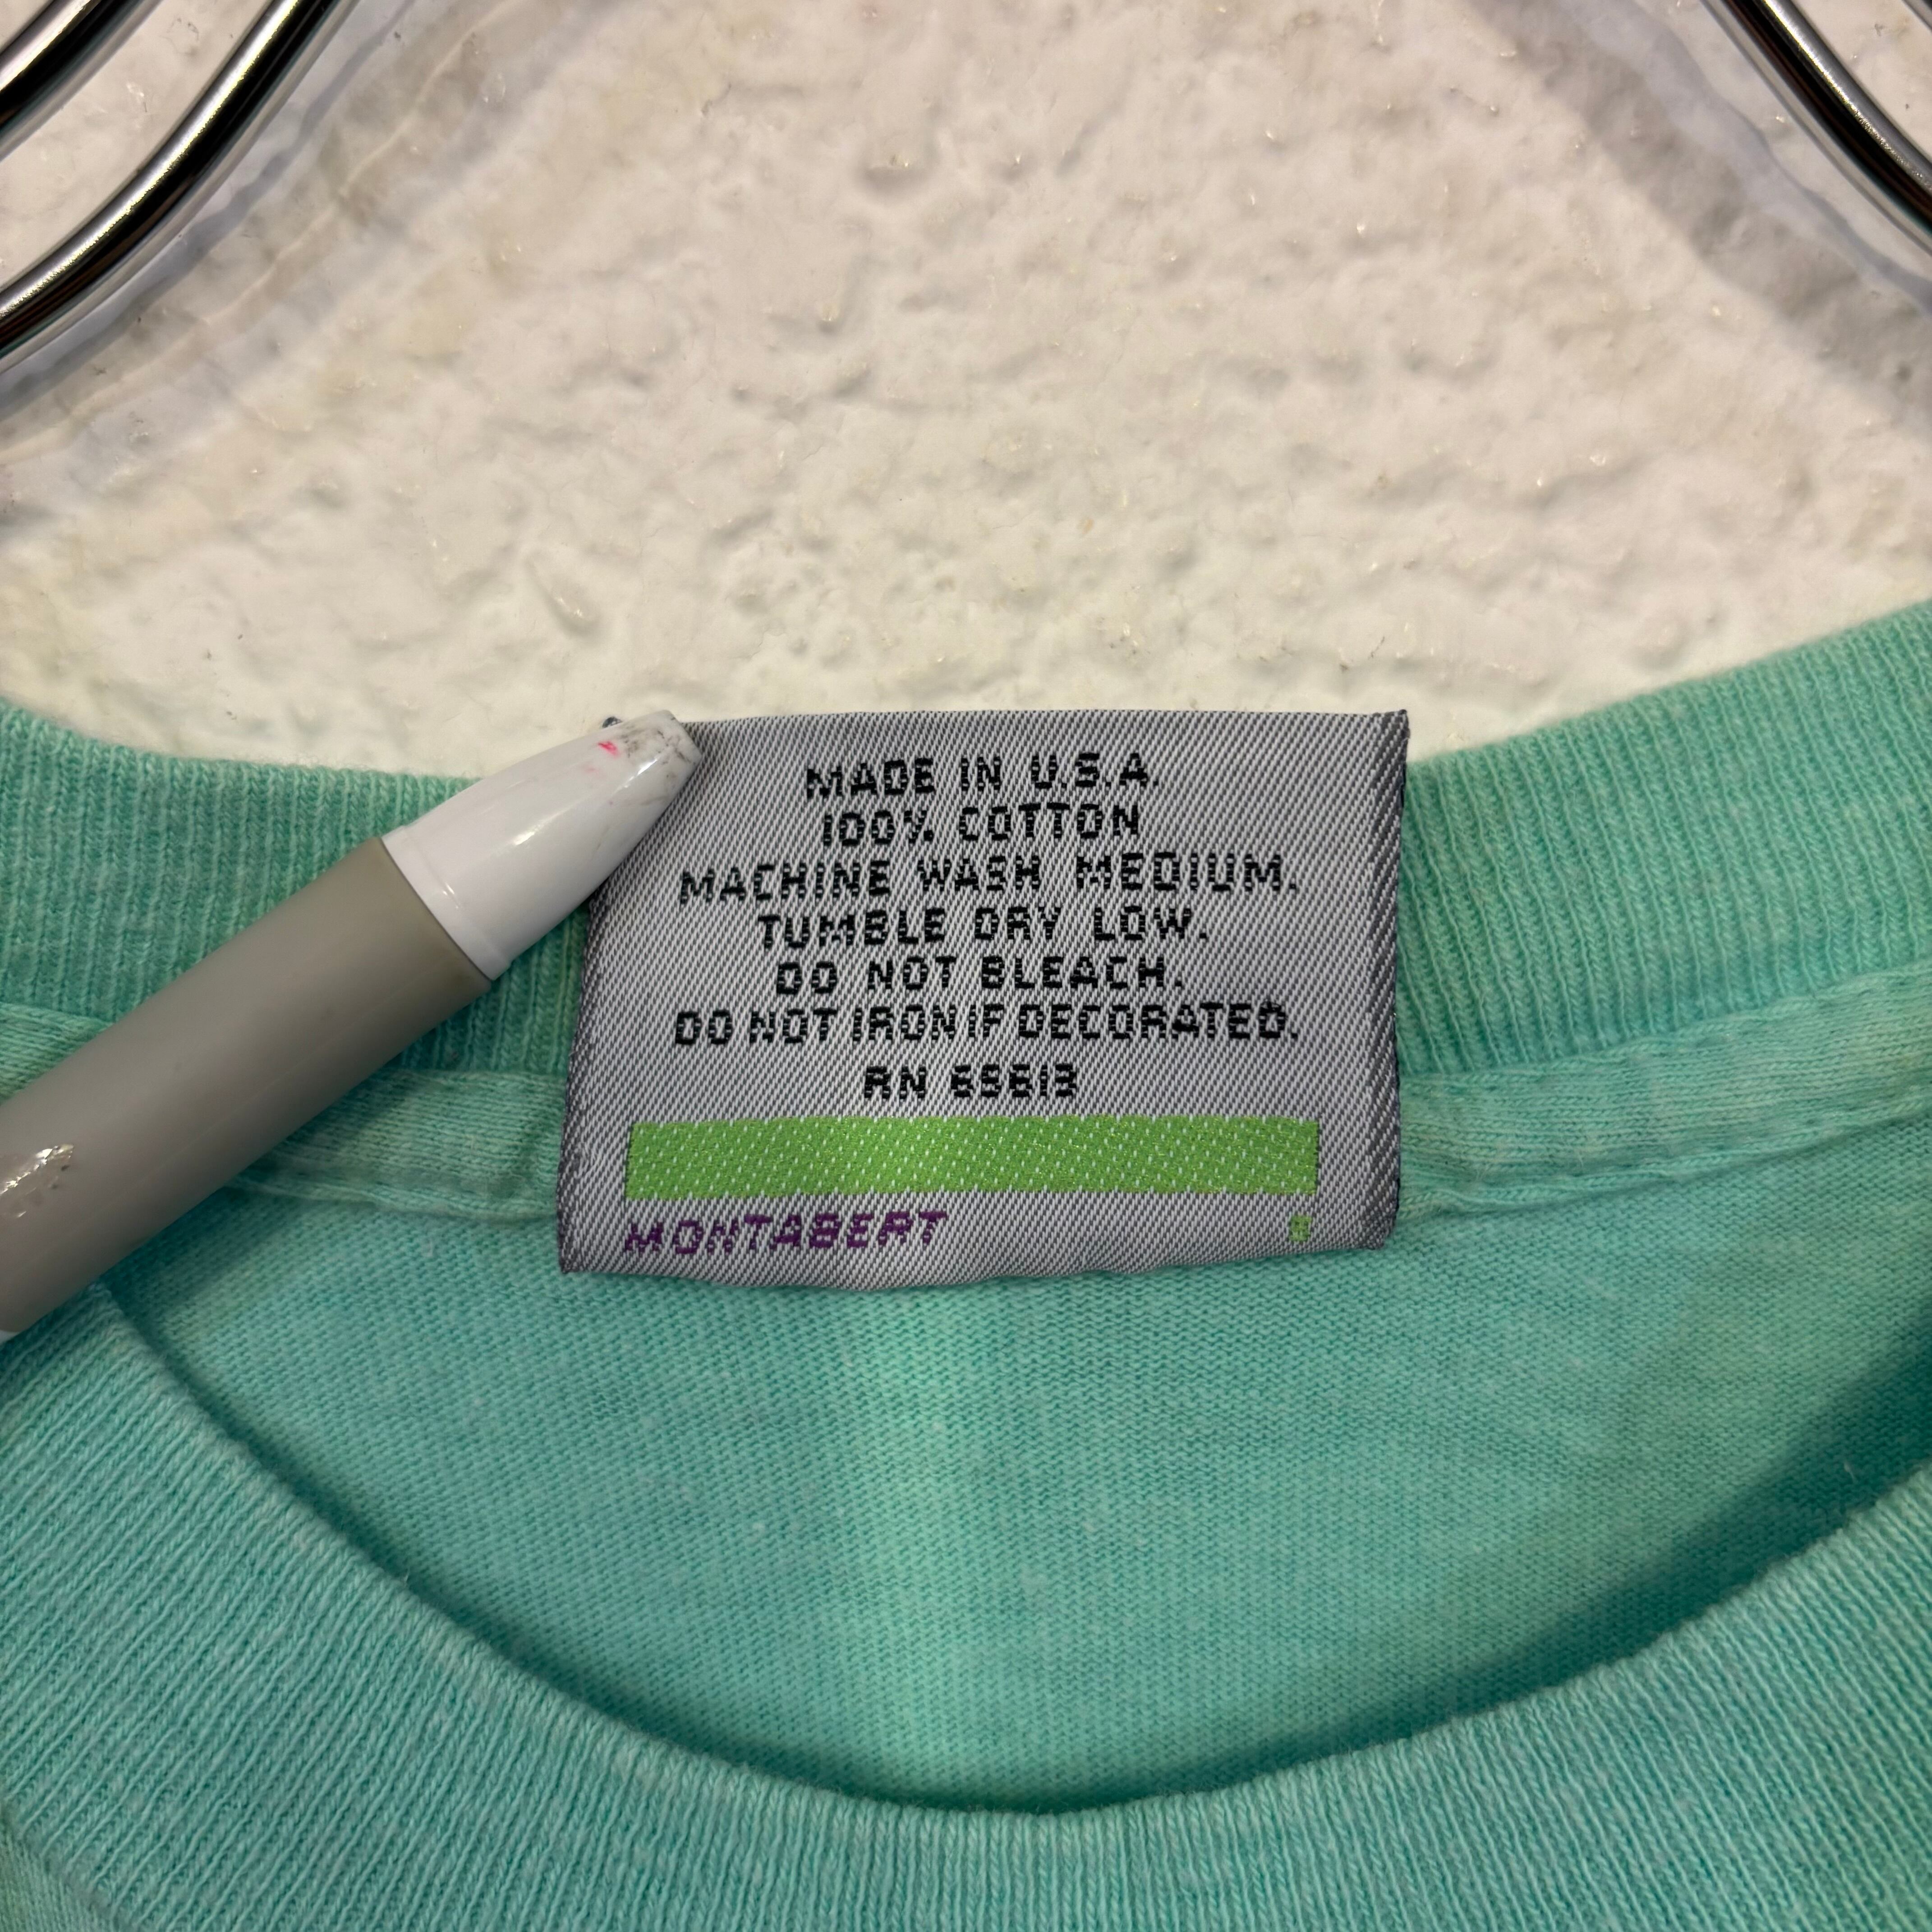 MADE IN U.S.A.
100% COTTON
MACHINE WASH MEDIUM.
TUMBLE DRY LOW.
DO NOT BLEACH.
DO NOT IRON IF DECORATED.
RN 65613
MONTABERT